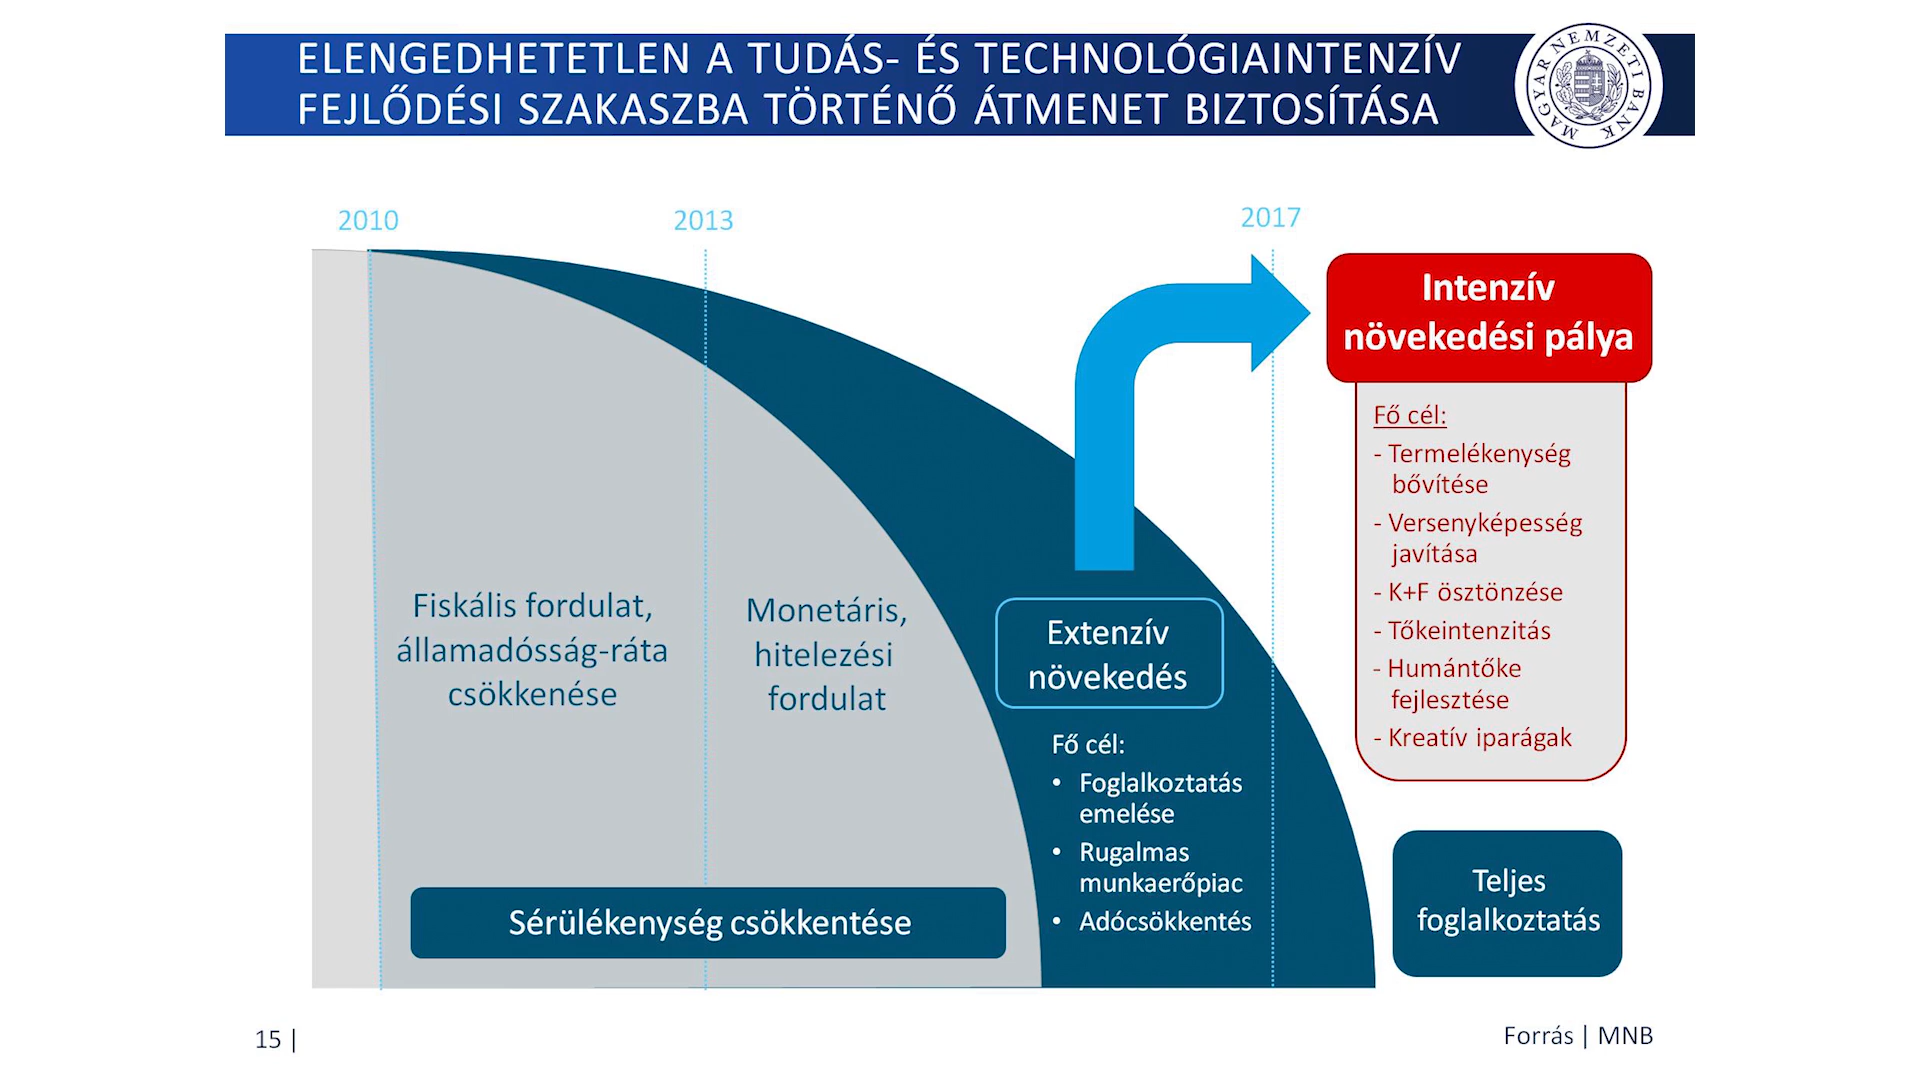 ELENGEDHETETLEN A TUDÁS- ÉS TECHNOLÓGIAINTENZÍV
FEJLŐDÉSI SZAKASZBA TÖRTÉNŐ ÁTMENET BIZTOSÍTÁSA
MAGYAR NEMZETI BANK
2010
2013
2017
Fiskális fordulat,
államadósság-ráta
csökkenése
Monetáris,
hitelezési
fordulat
Sérülékenység csökkentése
Extenzív
növekedés
Fő cél:
• Foglalkoztatás
emelése
• Rugalmas
munkaerőpiac
• Adócsökkentés
Intenzív
növekedési pálya
Fő cél:
- Termelékenység
bővítése
- Versenyképesség
javítása
- K+F ösztönzése
- Tőkeintenzitás
- Humántőke
fejlesztése
- Kreatív iparágak
Teljes
foglalkoztatás
15 |
Forrás | MNB